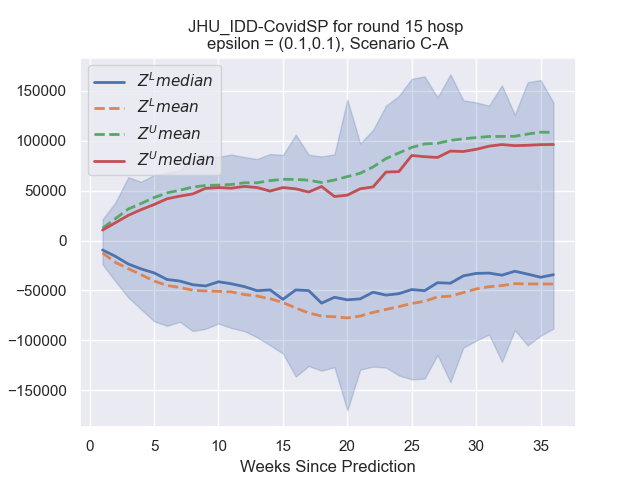 JHU_IDD-CovidSP for round 15 hosp
epsilon = (0.1,0.1), Scenario C-A
Z^L median
Z^L mean
Z^U mean
Z^U median
150000
100000
50000
0
−50000
−100000
−150000
0 5 10 15 20 25 30 35
Weeks Since Prediction